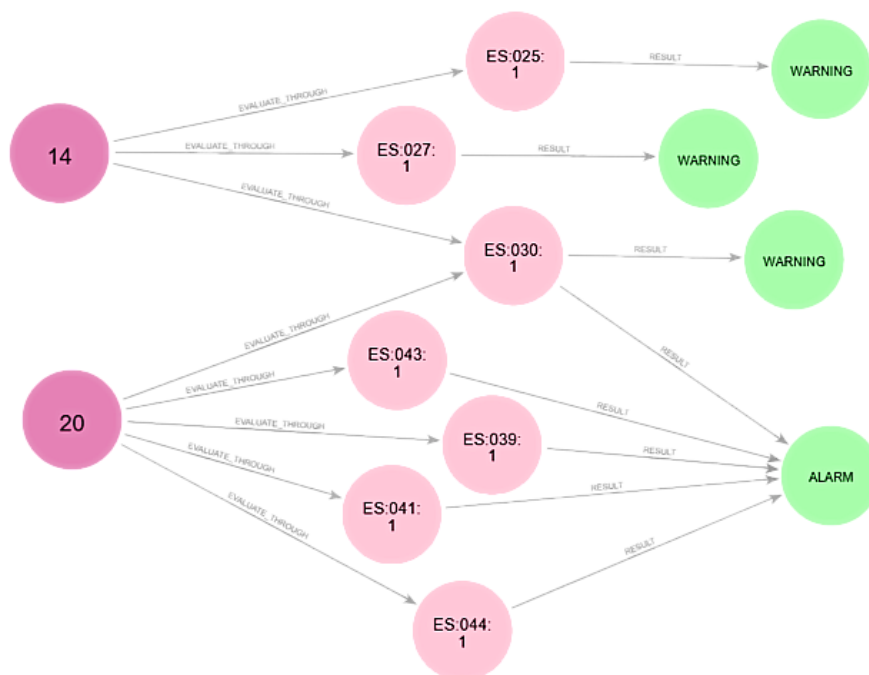 ES:025:
1
RESULT
WARNING
EVALUATE_THROUGH
14
EVALUATE_THROUGH
ES:027:
1
RESULT
WARNING
EVALUATE_THROUGH
ES:030:
1
RESULT
WARNING
EVALUATE_THROUGH
RESULT
ES:043:
1
EVALUATE_THROUGH
RESULT
20
EVALUATE_THROUGH
ES:039:
1
RESULT
ALARM
EVALUATE_THROUGH
ES:041:
1
RESULT
EVALUATE_THROUGH
RESULT
ES:044:
1